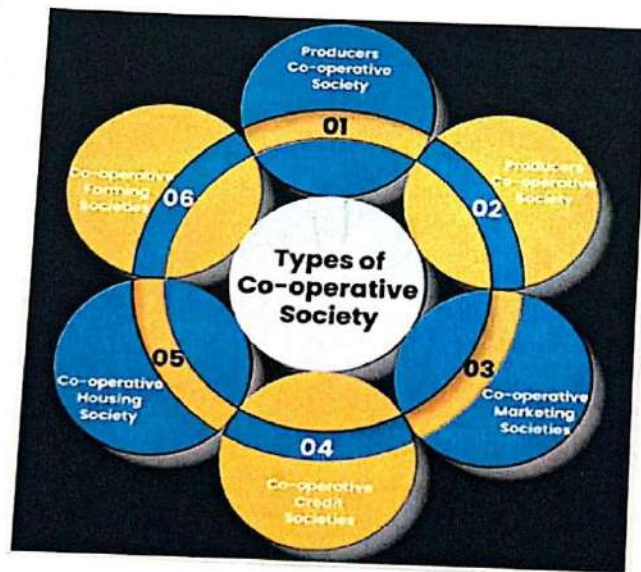 Producers
Co-operative
Society
01
Producers
Co-operative
Society
02
Co-operative
Marketing
Societies
03
Co-operative
Credit
Societies
04
Co-operative
Housing
Society
05
Co-operative
Forming
Societies
06
Types of
Co-operative
Society